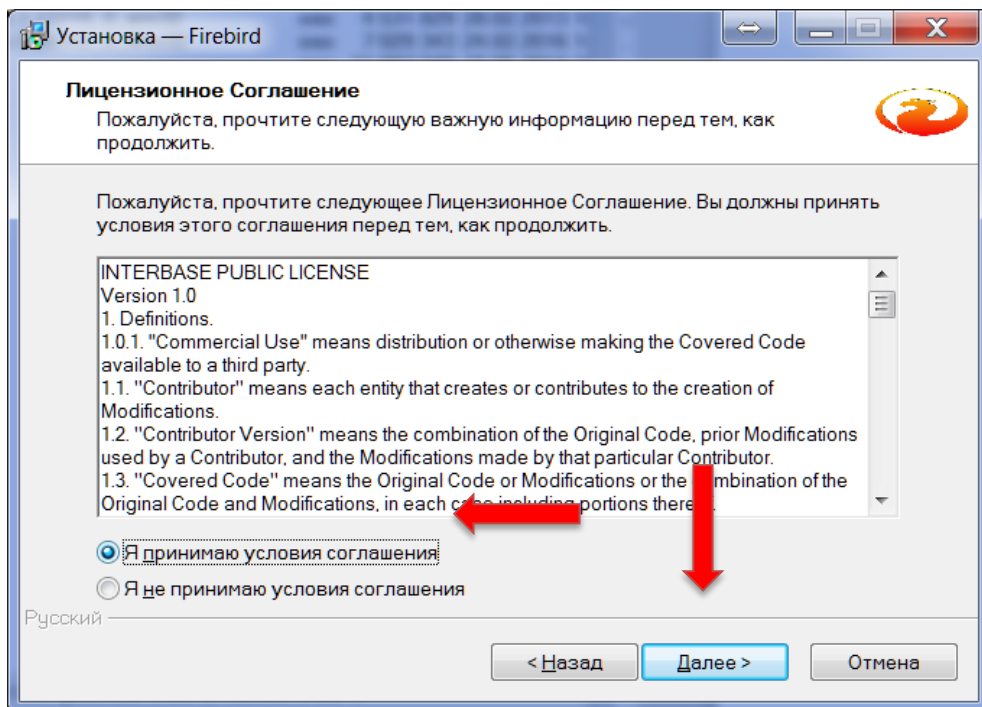 Установка — Firebird
Лицензионное Соглашение
Пожалуйста, прочтите следующую важную информацию перед тем, как
продолжить.
Пожалуйста, прочтите следующее Лицензионное Соглашение. Вы должны принять
условия этого соглашения перед тем, как продолжить.
INTERBASE PUBLIC LICENSE
Version 1.0
1. Definitions.
1.0.1. "Commercial Use" means distribution or otherwise making the Covered Code
available to a third party.
1.1. "Contributor" means each entity that creates or contributes to the creation of
Modifications.
1.2. "Contributor Version" means the combination of the Original Code, prior Modifications
used by a Contributor, and the Modifications made by that particular Contributor.
1.3. "Covered Code" means the Original Code or Modifications or the combination of the
Original Code and Modifications, in each case including portions
Я принимаю условия соглашения
Я не принимаю условия соглашения
Русский
< Назад
Далее >
Отмена